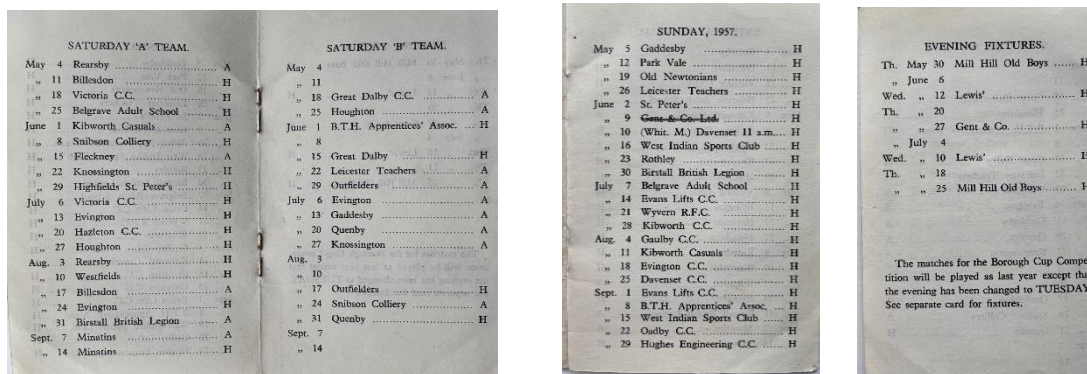 SATURDAY 'A' TEAM.
May 4 Rearsby ........ A
„ 11 Billesdon ........ H
„ 18 Victoria C.C. ........ H
„ 25 Belgrave Adult School ........ H
June 1 Kibworth Casuals ........ A
„ 8 Snibson Colliery ........ H
„ 15 Fleckney ........ A
„ 22 Knossington ........ H
„ 29 Highfields St. Peter's ........ H
July 6 Victoria C.C. ........ H
„ 13 Evington ........ H
„ 20 Hazleton C.C. ........ H
„ 27 Houghton ........ H
Aug. 3 Rearsby ........ H
„ 10 Westfields ........ H
„ 17 Billesdon ........ A
„ 24 Evington ........ H
„ 31 Birstall British Legion ........ A
Sept. 7 Minatins ........ A
„ 14 Minatins ........ H
SATURDAY 'B' TEAM.
May 4
„ 11
„ 18 Great Dalby C.C. ........ A
„ 25 Houghton ........ A
June 1 B.T.H. Apprentices' Assoc. ... H
„ 8
„ 15 Great Dalby ........ H
„ 22 Leicester Teachers ........ A
„ 29 Outfielders ........ A
July 6 Evington ........ A
„ 13 Gaddesby ........ A
„ 20 Quenby ........ A
„ 27 Knossington ........ A
Aug. 3
„ 10
„ 17 Outfielders ........ H
„ 24 Snibson Colliery ........ A
„ 31 Quenby ........ H
Sept. 7
„ 14
SUNDAY, 1957.
May 5 Gaddesby ........ H
„ 12 Park Vale ........ H
„ 19 Old Newtonians ........ H
„ 26 Leicester Teachers ........ H
June 2 St. Peter's ........ H
„ 9 Gent & Co. Ltd. ........ H
„ 10 (Whit. M.) Davenset 11 a.m.... H
„ 16 West Indian Sports Club ..... H
„ 23 Rothley ........ H
„ 30 Birstall British Legion ........ H
July 7 Belgrave Adult School ........ H
„ 14 Evans Lifts C.C. ........ H
„ 21 Wyvern R.F.C. ........ H
„ 28 Kibworth C.C. ........ H
Aug. 4 Gaulby C.C. ........ H
„ 11 Kibworth Casuals ........ H
„ 18 Evington C.C. ........ H
„ 25 Davenset C.C. ........ H
Sept. 1 Evans Lifts C.C. ........ H
„ 8 B.T.H. Apprentices' Assoc. ... H
„ 15 West Indian Sports Club ..... H
„ 22 Oadby C.C. ........ H
„ 29 Hughes Engineering C.C. ...... H
EVENING FIXTURES.
Th. May 30 Mill Hill Old Boys ...... H
„ June 6
Wed. „ 12 Lewis' ........ H
Th. „ 20
„ „ 27 Gent & Co. ........ H
„ July 4
Wed. „ 10 Lewis' ........ H
Th. „ 18
„ „ 25 Mill Hill Old Boys ........ H
The matches for the Borough Cup Compe-
tition will be played as last year except tha
the evening has been changed to TUESDAY
See separate card for fixtures.